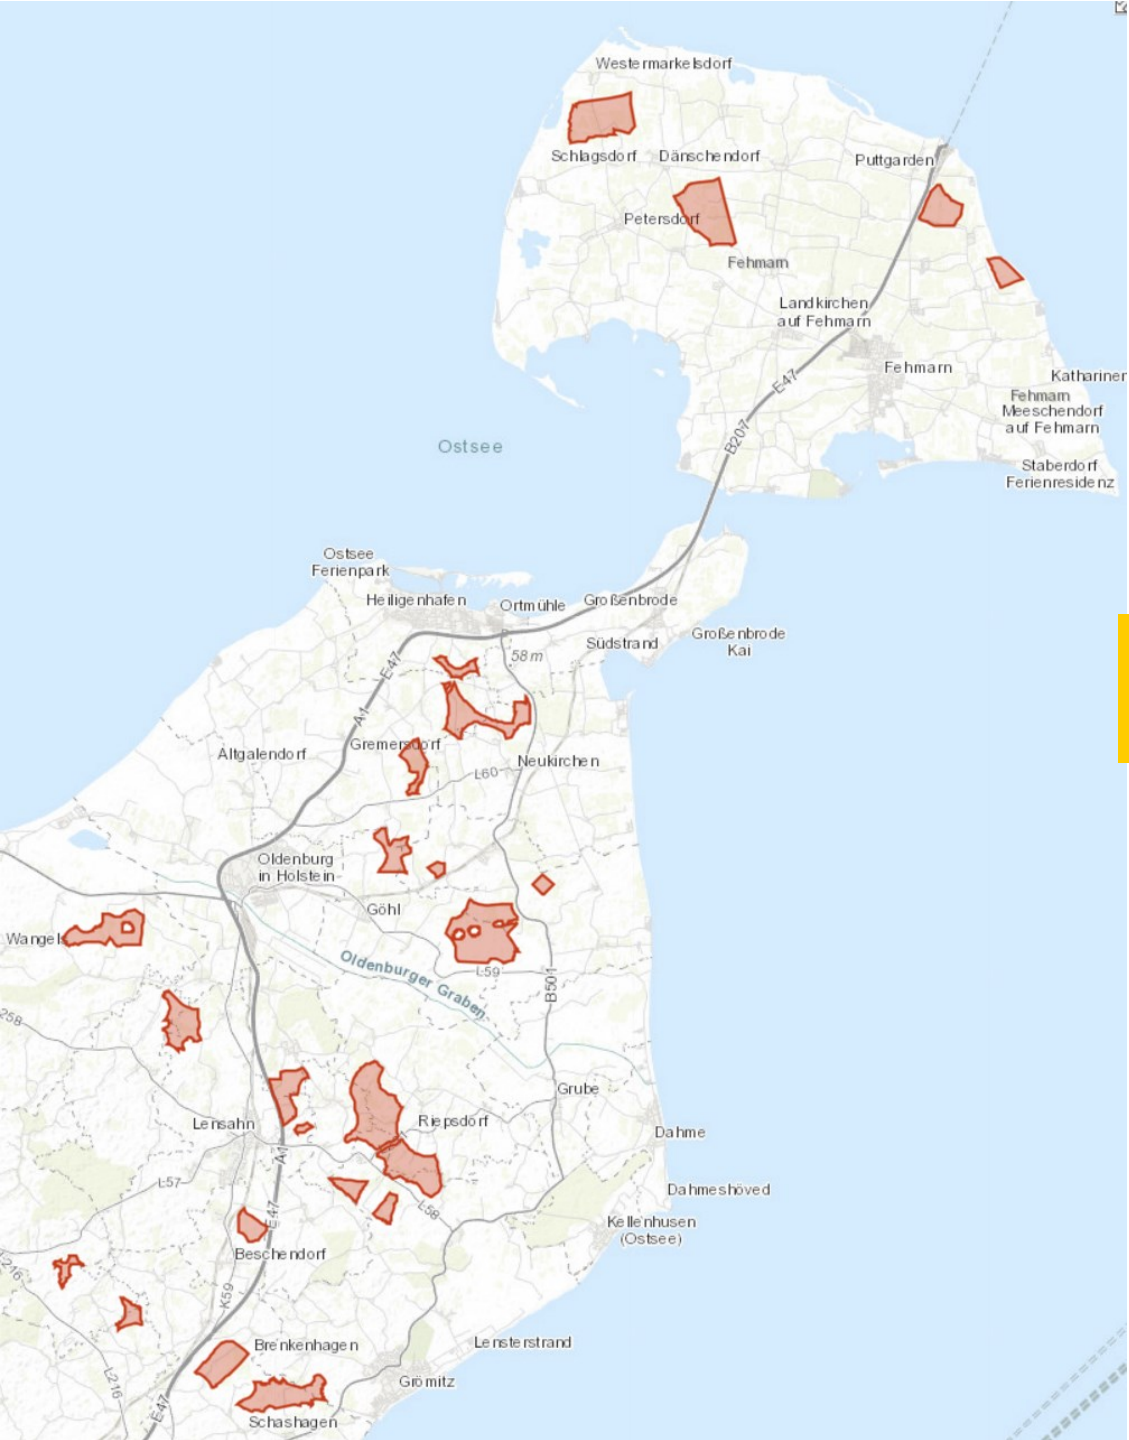 Westermarkelsdorf
Schlagsdorf
Dänschendorf
Puttgarden
Petersdorf
Fehmarn
Landkirchen
auf Fehmarn
Fehmarn
E47
Katharinen
Fehmarn
Meeschendorf
auf Fehmarn
B207
Ostsee
Staberdorf
Ferienresidenz
Ostsee
Ferienpark
Heiligenhafen
Ortmühle
Großenbrode
Südstrand
Großenbrode
Kai
58 m
E47
A1
Gremersdorf
Altgalendorf
Neukirchen
L60
Oldenburg
in Holstein
Göhl
Wangels
Oldenburger Graben
L59
B501
258
Grube
Lensahn
Riepsdorf
Dahme
A1
L57
Dahmeshöved
L58
E47
Kellenhusen
(Ostsee)
Beschendorf
L216
K59
Brenkenhagen
Lensterstrand
L216
Grömitz
E47
Schashagen